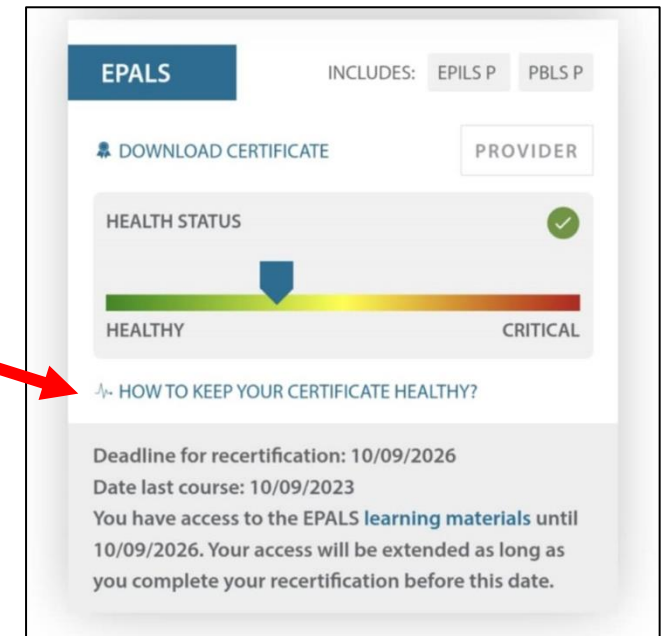 EPALS INCLUDES: EPILS P PBLS P
DOWNLOAD CERTIFICATE PROVIDER
HEALTH STATUS
HEALTHY CRITICAL
HOW TO KEEP YOUR CERTIFICATE HEALTHY?
Deadline for recertification: 10/09/2026
Date last course: 10/09/2023
You have access to the EPALS learning materials until
10/09/2026. Your access will be extended as long as
you complete your recertification before this date.